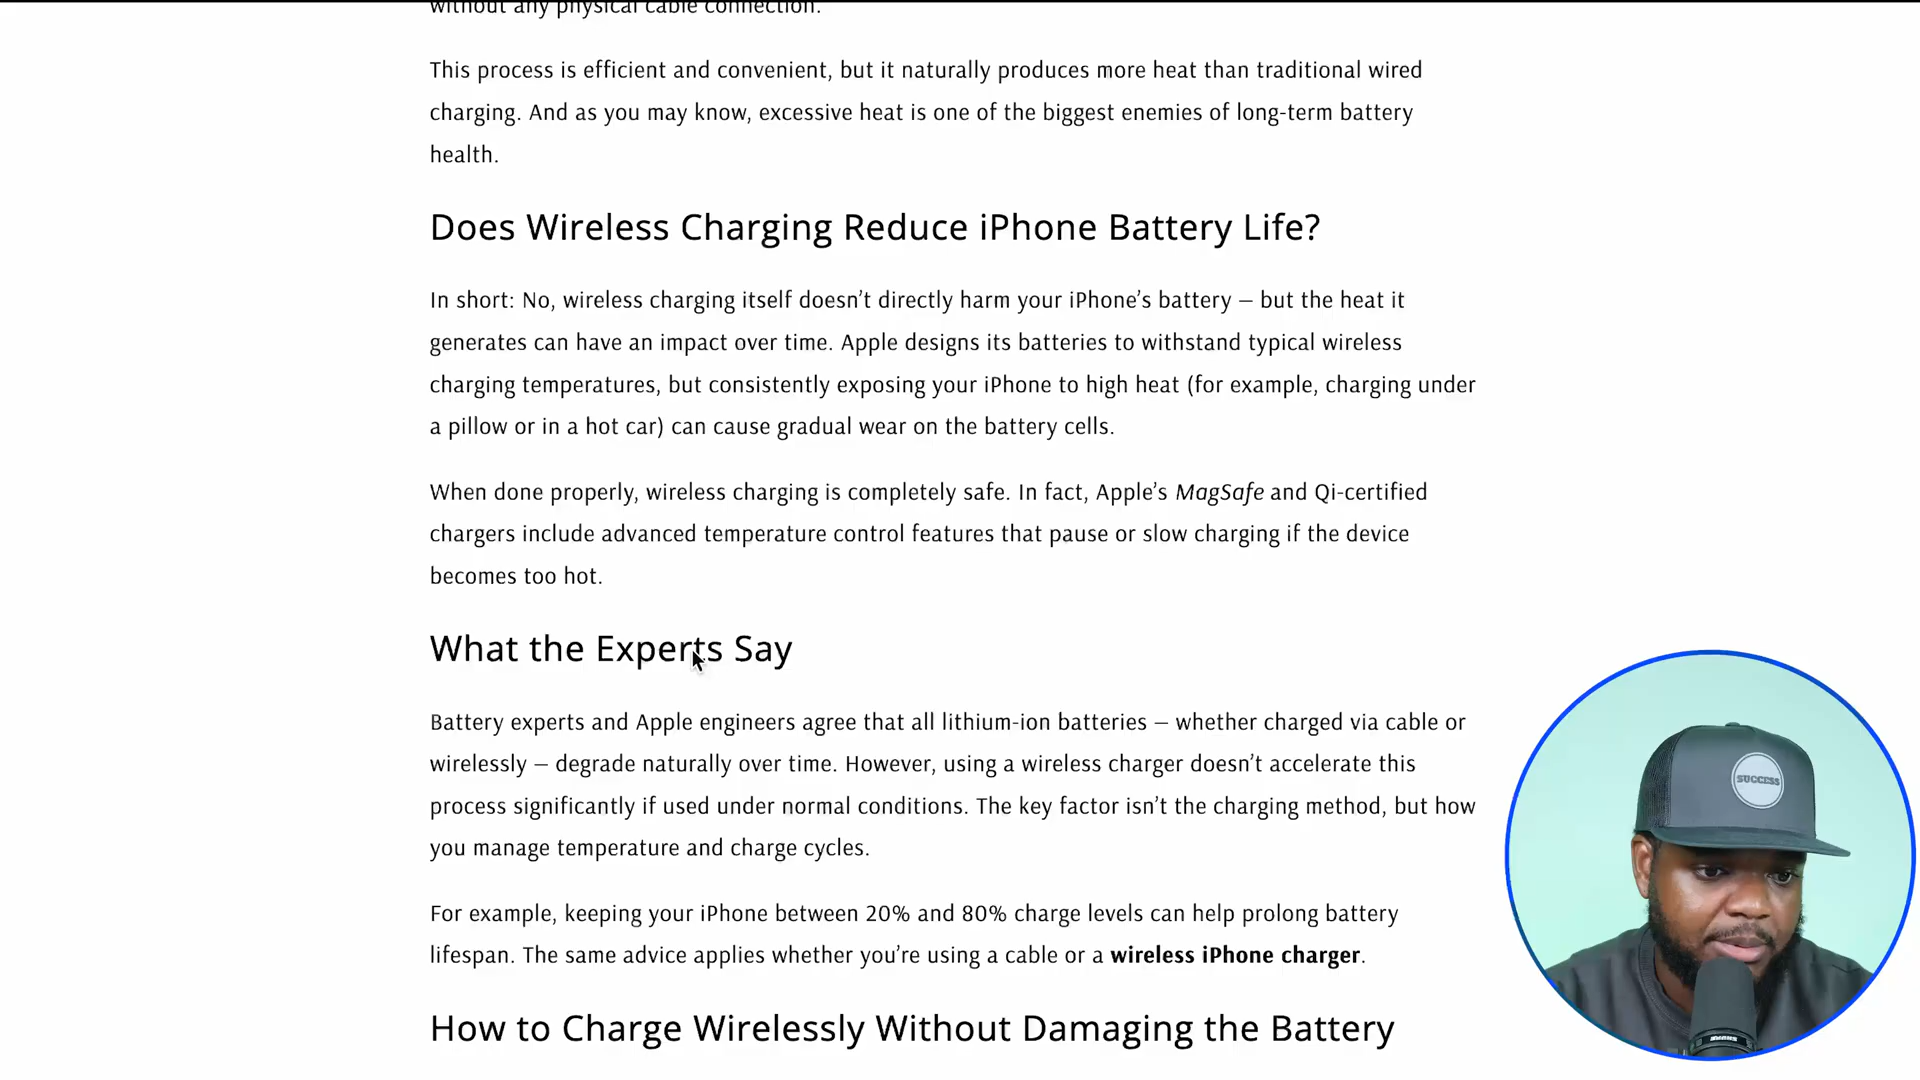 without any physical cable connection.
This process is efficient and convenient, but it naturally produces more heat than traditional wired
charging. And as you may know, excessive heat is one of the biggest enemies of long-term battery
health.
Does Wireless Charging Reduce iPhone Battery Life?
In short: No, wireless charging itself doesn’t directly harm your iPhone’s battery — but the heat it
generates can have an impact over time. Apple designs its batteries to withstand typical wireless
charging temperatures, but consistently exposing your iPhone to high heat (for example, charging under
a pillow or in a hot car) can cause gradual wear on the battery cells.
When done properly, wireless charging is completely safe. In fact, Apple’s MagSafe and Qi-certified
chargers include advanced temperature control features that pause or slow charging if the device
becomes too hot.
What the Experts Say
Battery experts and Apple engineers agree that all lithium-ion batteries — whether charged via cable or
wirelessly — degrade naturally over time. However, using a wireless charger doesn’t accelerate this
process significantly if used under normal conditions. The key factor isn’t the charging method, but how
you manage temperature and charge cycles.
For example, keeping your iPhone between 20% and 80% charge levels can help prolong battery
lifespan. The same advice applies whether you’re using a cable or a wireless iPhone charger.
How to Charge Wirelessly Without Damaging the Battery
SUCCESS